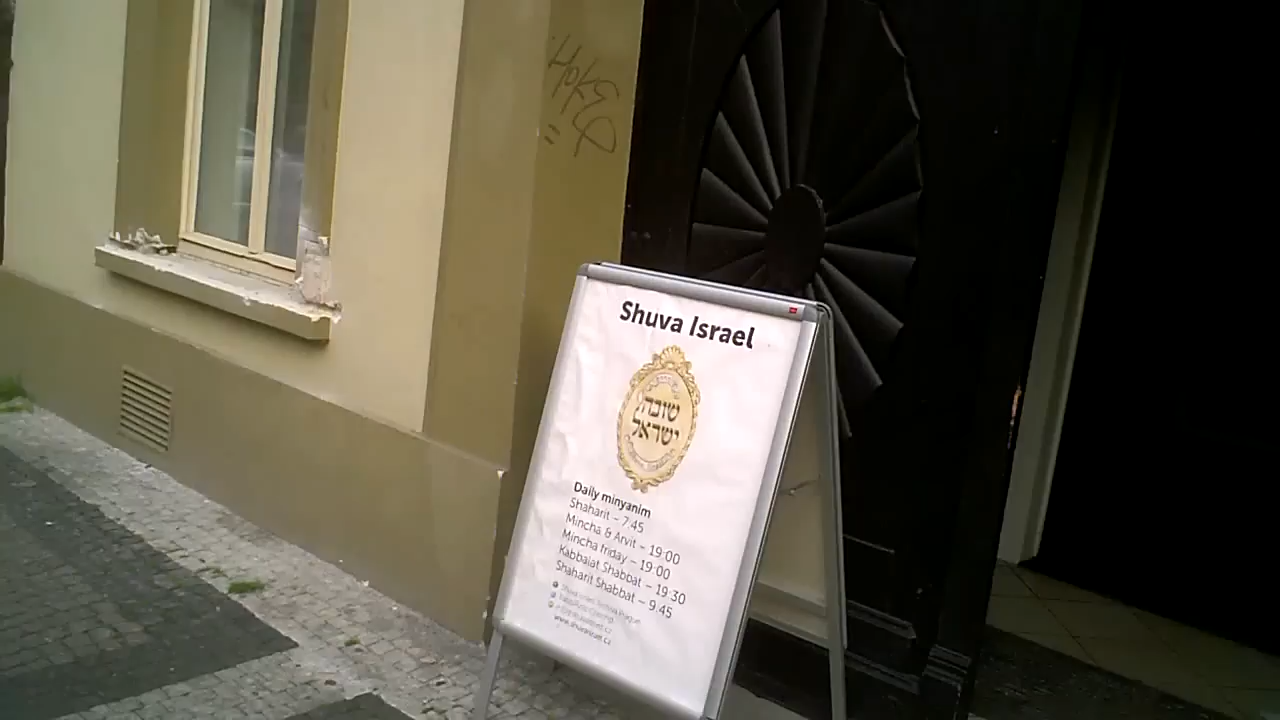 HOKE
Shuva Israel
שובה
ישראל
Daily minyanim
Shaharit – 7:45
Mincha & Arvit – 19:00
Mincha friday – 19:00
Kabbalat Shabbat – 19:30
Shaharit Shabbat – 9:45
Shuva Israel Prague
www.shuvaisrael.cz